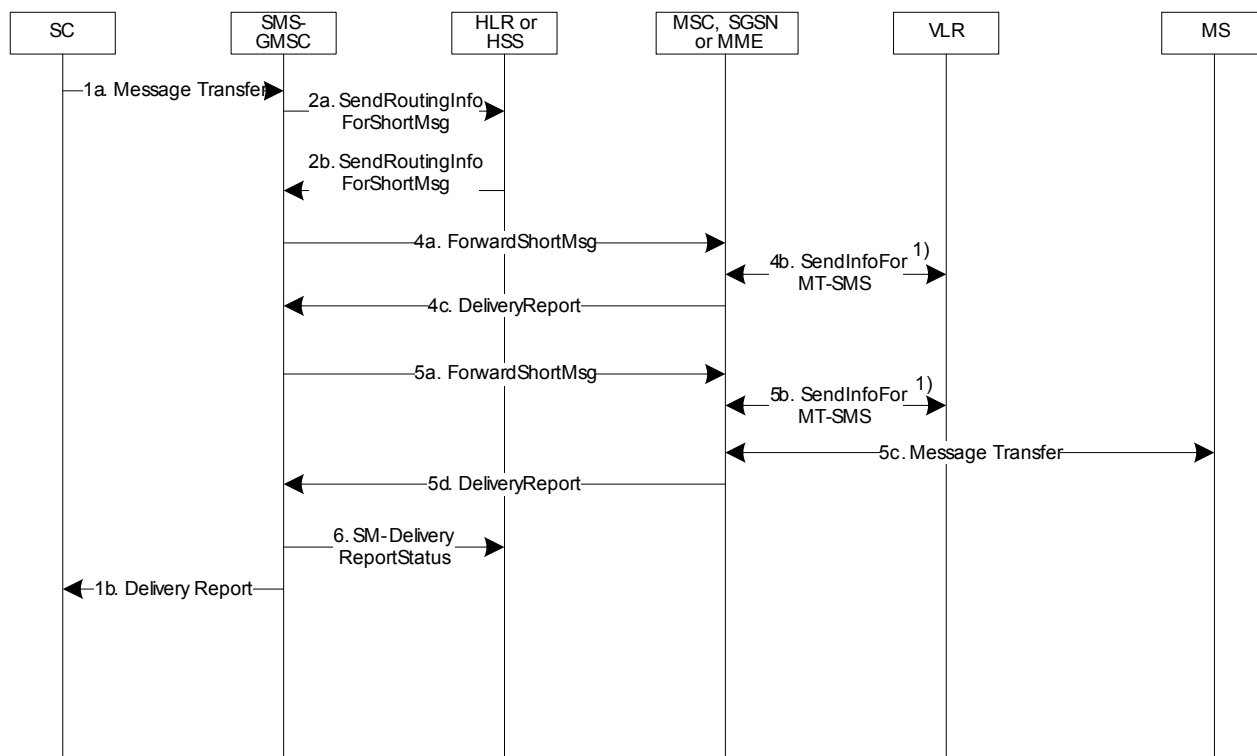 SC
SMS-
GMSC
HLR or
HSS
MSC, SGSN
or MME
VLR
MS
1a. Message Transfer
2a. SendRoutingInfo
ForShortMsg
2b. SendRoutingInfo
ForShortMsg
4a. ForwardShortMsg
4b. SendInfoFor 1)
MT-SMS
4c. DeliveryReport
5a. ForwardShortMsg
5b. SendInfoFor 1)
MT-SMS
5c. Message Transfer
5d. DeliveryReport
6. SM-Delivery
ReportStatus
1b. Delivery Report